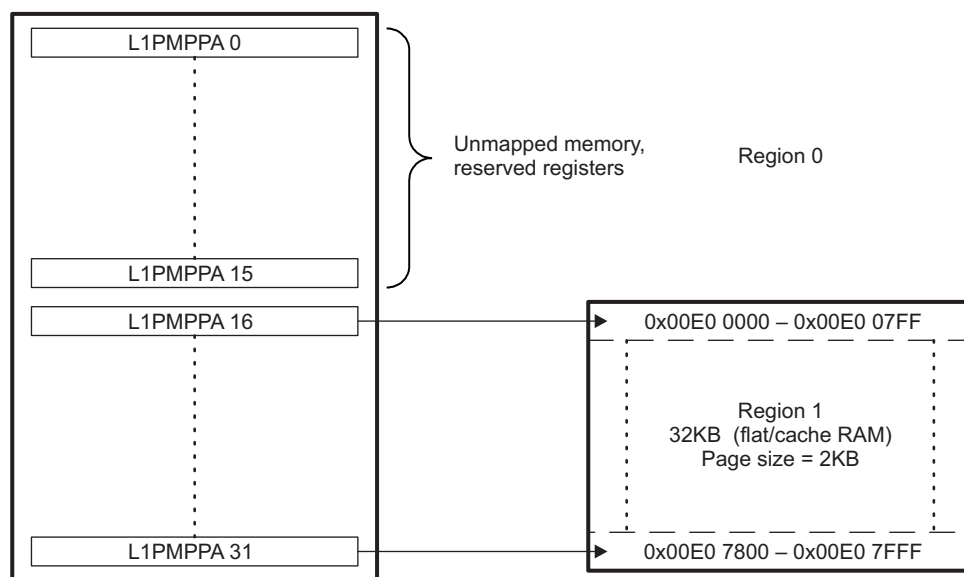 L1PMPPA 0
Unmapped memory,
reserved registers
Region 0
L1PMPPA 15
L1PMPPA 16
0x00E0 0000 – 0x00E0 07FF
Region 1
32KB (flat/cache RAM)
Page size = 2KB
L1PMPPA 31
0x00E0 7800 – 0x00E0 7FFF